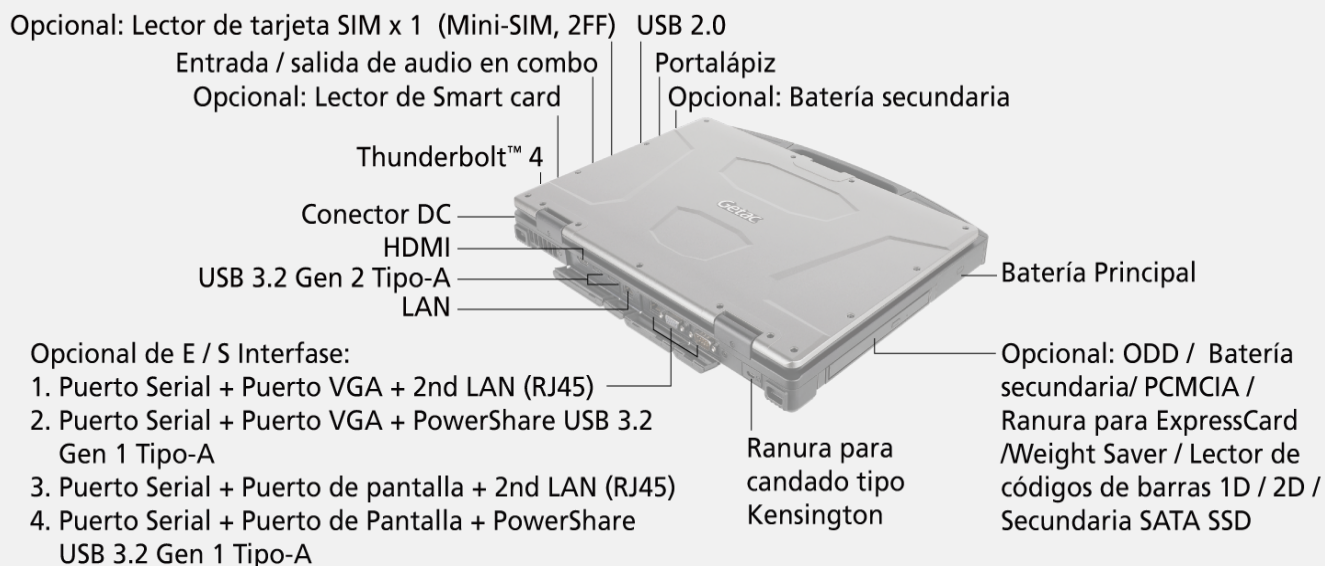 Opcional: Lector de tarjeta SIM x 1 (Mini-SIM, 2FF)
USB 2.0
Entrada / salida de audio en combo
Portalápiz
Opcional: Lector de Smart card
Opcional: Batería secundaria
Thunderbolt™ 4
Conector DC
HDMI
USB 3.2 Gen 2 Tipo-A
LAN
Getac
Batería Principal
Opcional de E / S Interfase:
1. Puerto Serial + Puerto VGA + 2nd LAN (RJ45)
2. Puerto Serial + Puerto VGA + PowerShare USB 3.2
Gen 1 Tipo-A
3. Puerto Serial + Puerto de pantalla + 2nd LAN (RJ45)
4. Puerto Serial + Puerto de Pantalla + PowerShare
USB 3.2 Gen 1 Tipo-A
Ranura para
candado tipo
Kensington
Opcional: ODD / Batería
secundaria/ PCMCIA /
Ranura para ExpressCard
/Weight Saver / Lector de
códigos de barras 1D / 2D /
Secundaria SATA SSD